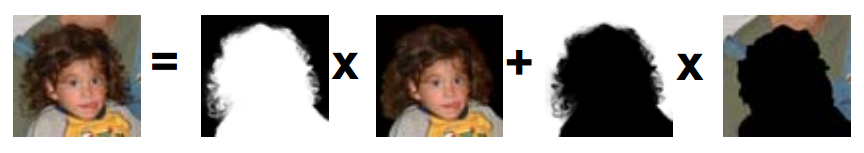 = x + x